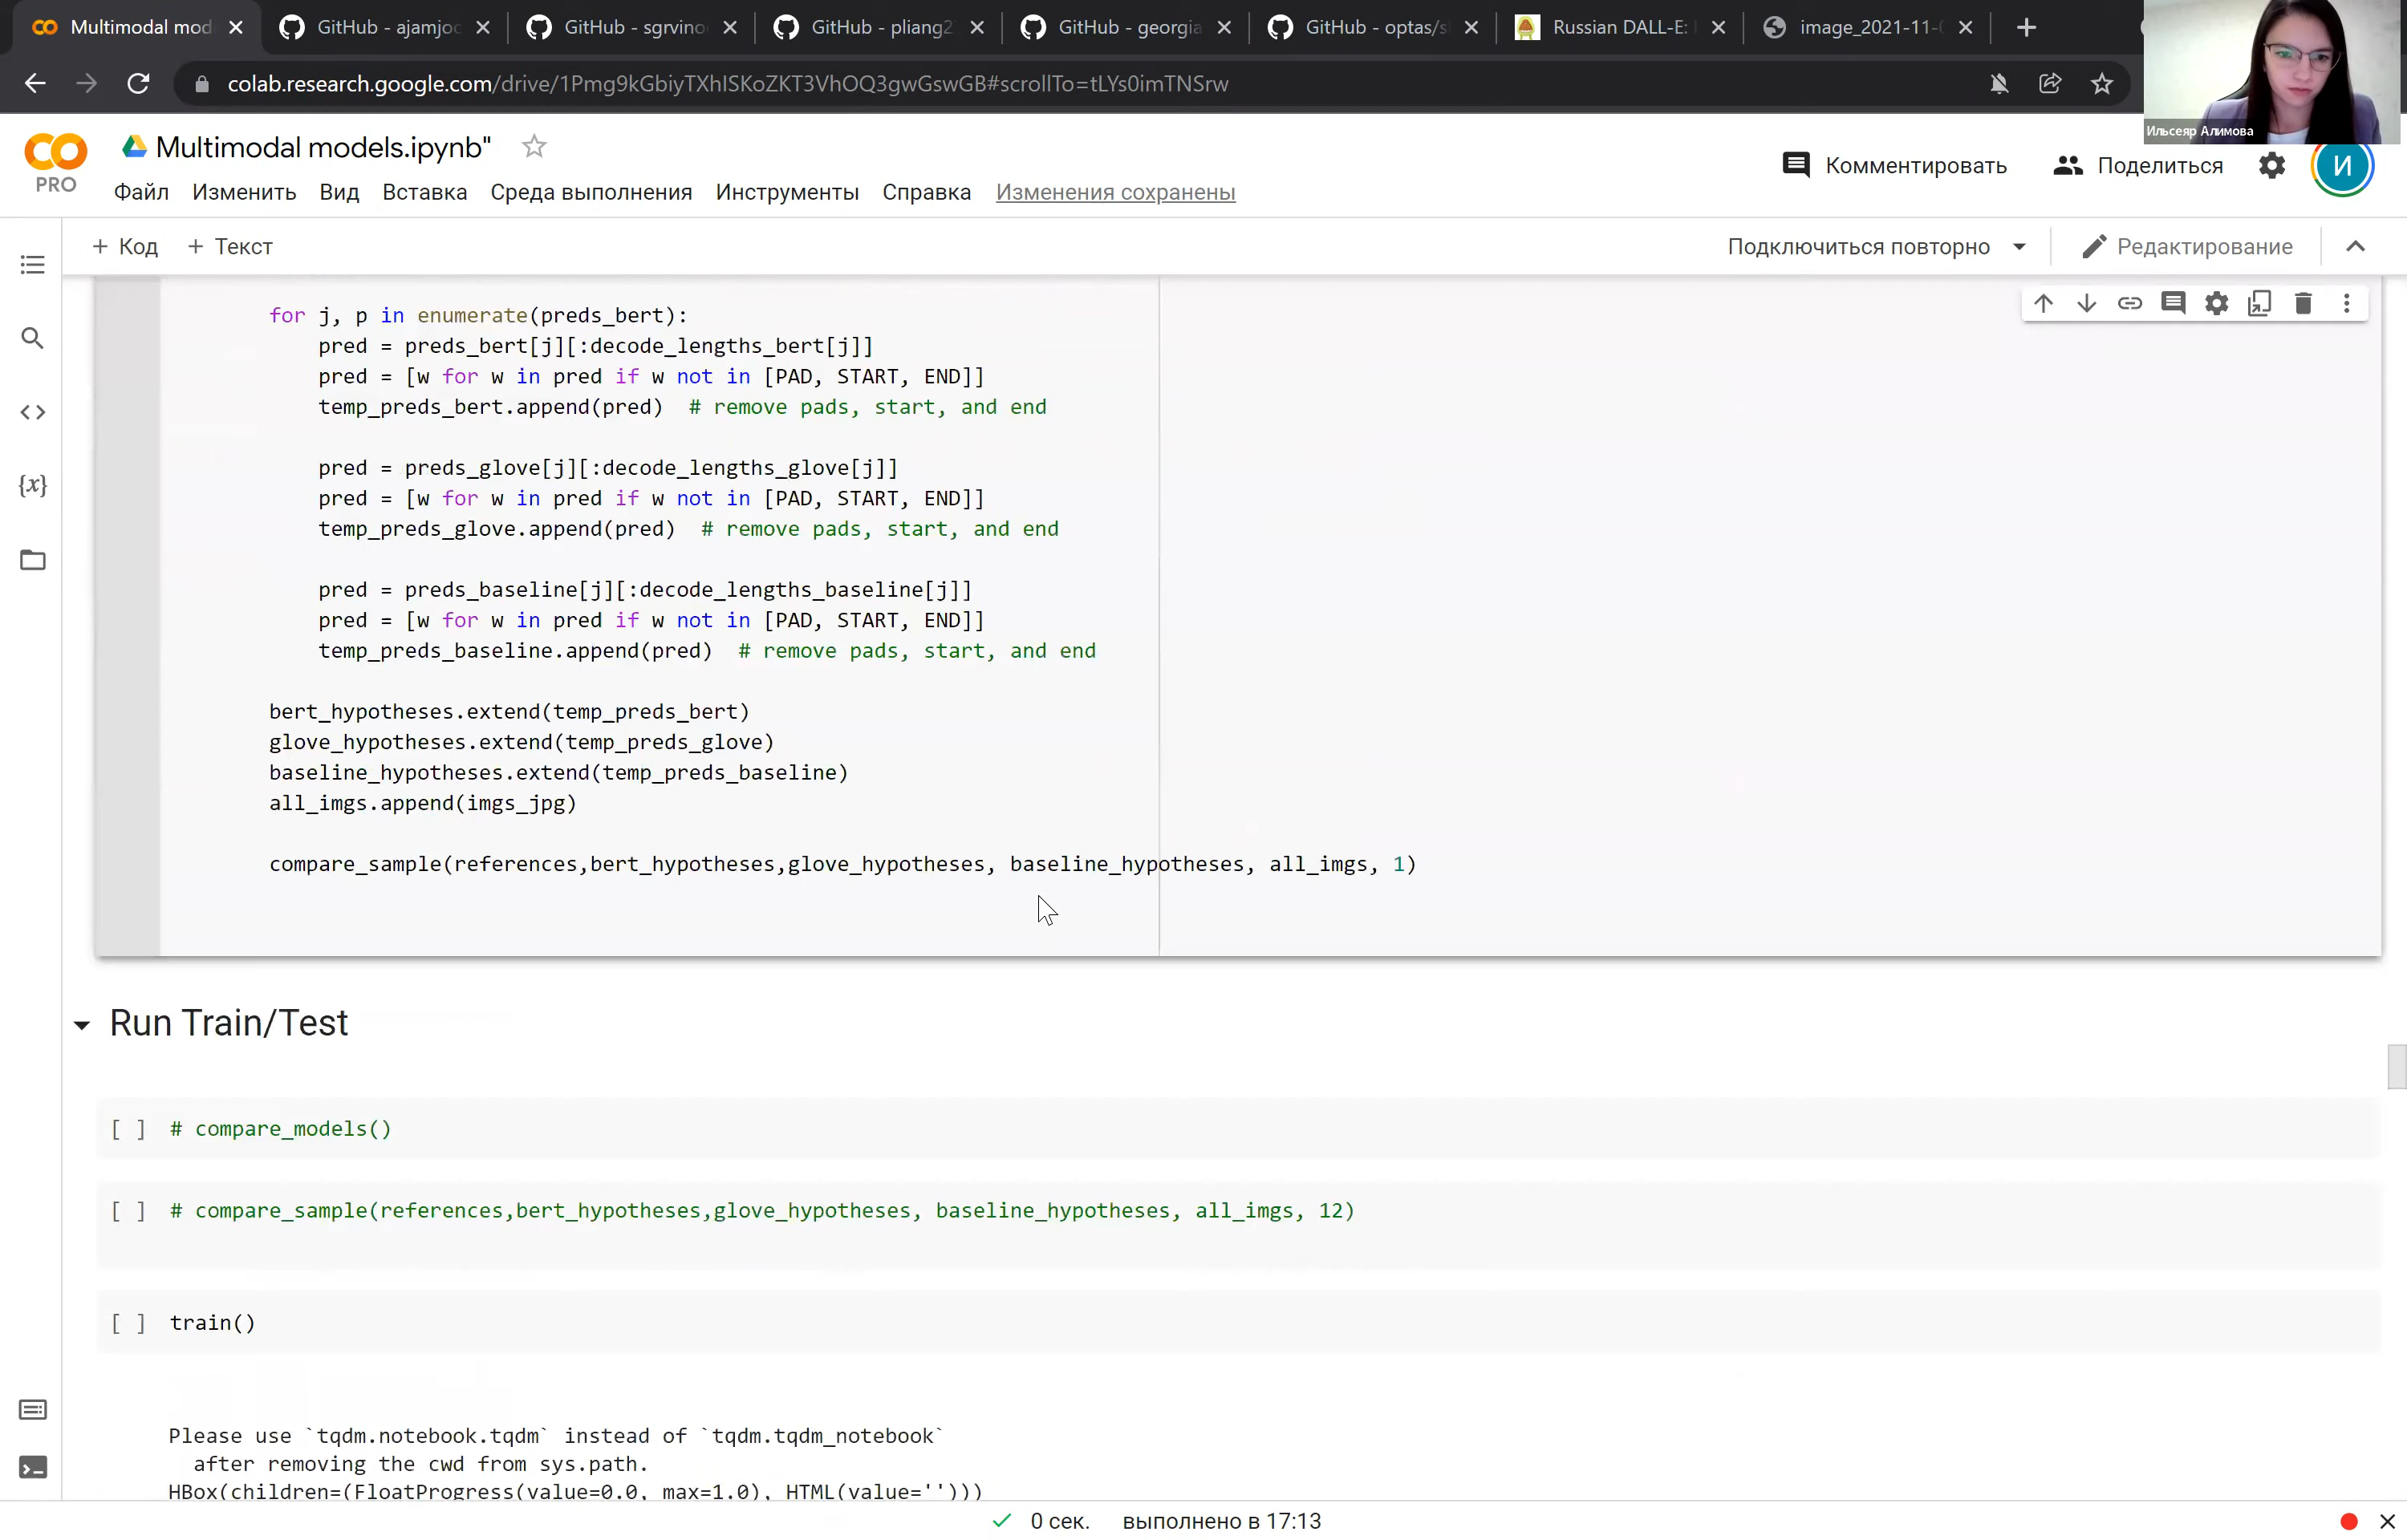 Multimodal mod
GitHub - ajamjoc
GitHub - sgrvino
GitHub - pliang2
GitHub - georgia
GitHub - optas/s
Russian DALL-E:
image_2021-11-
colab.research.google.com/drive/1Pmg9kGbiyTXhISKoZKT3VhOQ3gwGswGB#scrollTo=tLYs0imTNSrw
Ильсеяр Алимова
PRO
Multimodal models.ipynb"
Комментировать
Поделиться
И
Файл Изменить Вид Вставка Среда выполнения Инструменты Справка Изменения сохранены
+ Код + Текст
Подключиться повторно
Редактирование
for j, p in enumerate(preds_bert):
pred = preds_bert[j][:decode_lengths_bert[j]]
pred = [w for w in pred if w not in [PAD, START, END]]
temp_preds_bert.append(pred)  # remove pads, start, and end
pred = preds_glove[j][:decode_lengths_glove[j]]
pred = [w for w in pred if w not in [PAD, START, END]]
temp_preds_glove.append(pred)  # remove pads, start, and end
pred = preds_baseline[j][:decode_lengths_baseline[j]]
pred = [w for w in pred if w not in [PAD, START, END]]
temp_preds_baseline.append(pred)  # remove pads, start, and end
bert_hypotheses.extend(temp_preds_bert)
glove_hypotheses.extend(temp_preds_glove)
baseline_hypotheses.extend(temp_preds_baseline)
all_imgs.append(imgs_jpg)
compare_sample(references,bert_hypotheses,glove_hypotheses, baseline_hypotheses, all_imgs, 1)
Run Train/Test
[ ] # compare_models()
[ ] # compare_sample(references,bert_hypotheses,glove_hypotheses, baseline_hypotheses, all_imgs, 12)
[ ] train()
Please use `tqdm.notebook.tqdm` instead of `tqdm.tqdm_notebook`
after removing the cwd from sys.path.
HBox(children=(FloatProgress(value=0.0, max=1.0), HTML(value='')))
0 сек. выполнено в 17:13